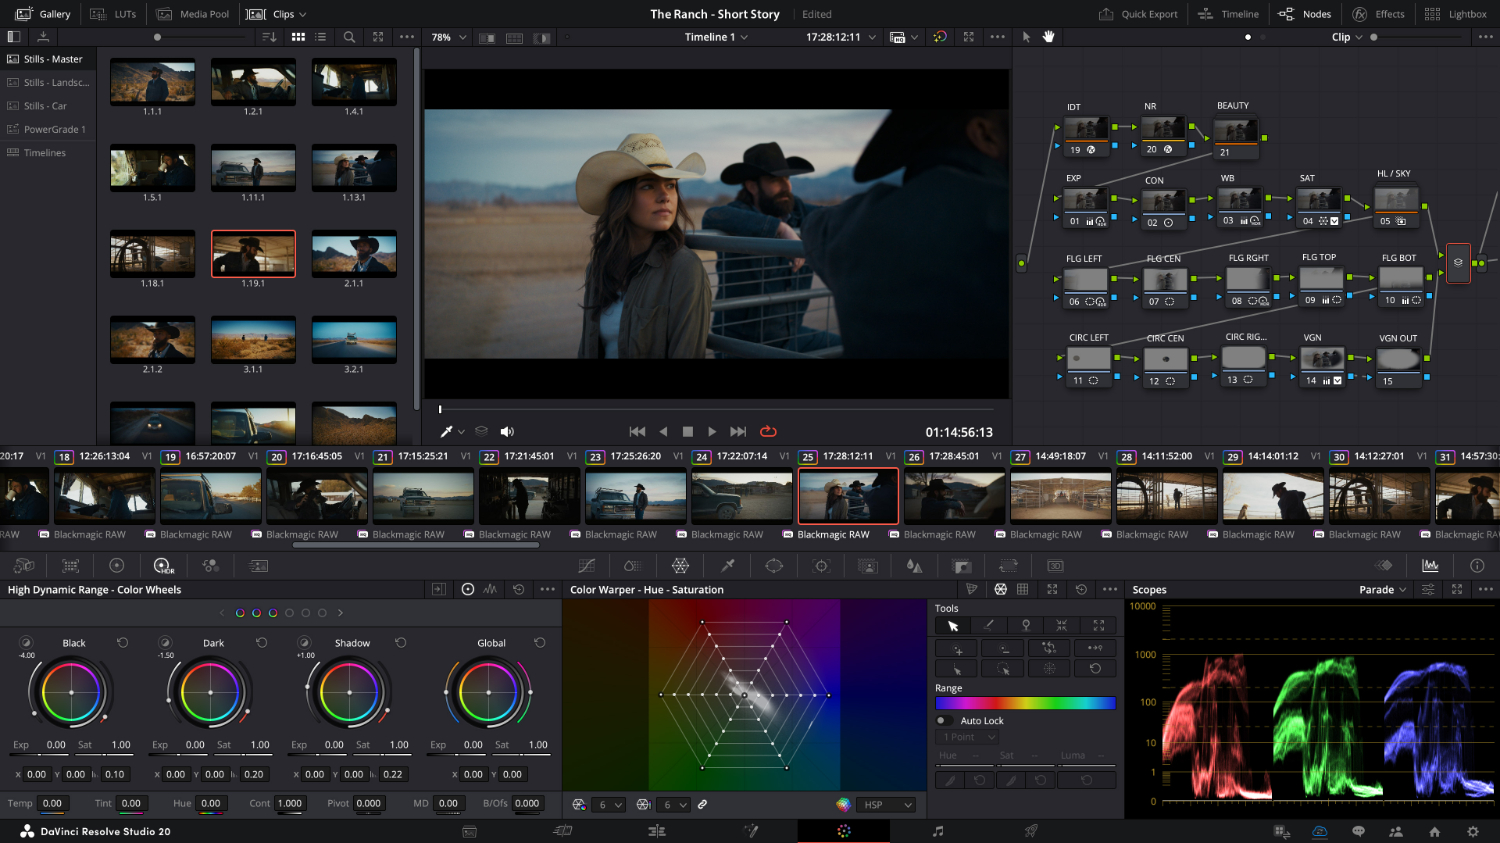 Gallery LUTs Media Pool Clips The Ranch - Short Story Edited Quick Export Timeline Nodes Effects Lightbox
78% Timeline 1 17:28:12:11 Clip
Stills - Master
Stills - Landsc...
Stills - Car
PowerGrade 1
Timelines
1.1.1 1.2.1 1.4.1
1.5.1 1.11.1 1.13.1
1.18.1 1.19.1 2.1.1
2.1.2 3.1.1 3.2.1
IDT NR BEAUTY
19 20 21
EXP CON WB SAT HL / SKY
01 02 03 04 05
FLG LEFT FLG CEN FLG RGHT FLG TOP FLG BOT
06 07 08 09 10
CIRC LEFT CIRC CEN CIRC RIG... VGN VGN OUT
11 12 13 14 15
01:14:56:13
20:17 V1 18 12:26:13:04 V1 19 16:57:20:07 V1 20 17:16:45:05 V1 21 17:15:25:21 V1 22 17:21:45:01 V1 23 17:25:26:20 V1 24 17:22:07:14 V1 25 17:28:12:11 V1 26 17:28:45:01 V1 27 14:49:18:07 V1 28 14:11:52:00 V1 29 14:14:01:12 V1 30 14:12:27:01 V1 31 14:57:30:
RAW Blackmagic RAW Blackmagic RAW Blackmagic RAW Blackmagic RAW Blackmagic RAW Blackmagic RAW Blackmagic RAW Blackmagic RAW Blackmagic RAW Blackmagic RAW Blackmagic RAW Blackmagic RAW Blackmagic RAW Blackmagic RAW
HDR 3D
High Dynamic Range - Color Wheels Color Warper - Hue - Saturation Scopes Parade
Black Dark Shadow Global
-4.00 -1.50 +1.00
Exp 0.00 Sat 1.00 Exp 0.00 Sat 1.00 Exp 0.00 Sat 1.00 Exp 0.00 Sat 1.00
X 0.00 Y 0.00 0.10 X 0.00 Y 0.00 0.20 X 0.00 Y 0.00 0.22 X 0.00 Y 0.00
Temp 0.00 Tint 0.00 Hue 0.00 Cont 1.000 Pivot 0.000 MD 0.00 B/Ofs 0.000
6 6 HSP
Tools
Range
Auto Lock
1 Point
Hue -- Sat -- Luma --
10000
1000
100
10
1
0
DaVinci Resolve Studio 20